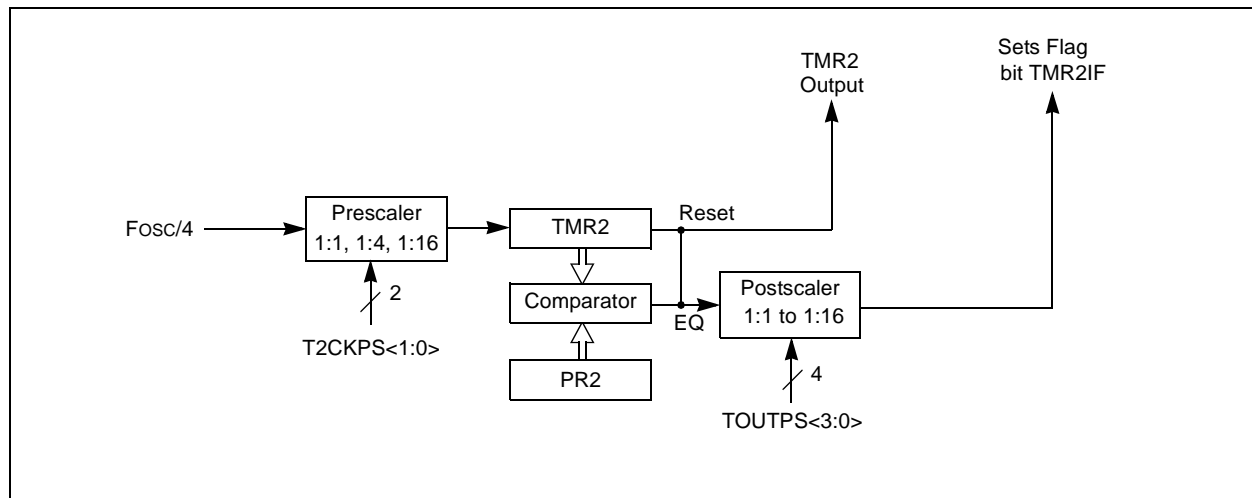 TMR2
Output
Sets Flag
bit TMR2IF
Fosc/4
Prescaler
1:1, 1:4, 1:16
TMR2
Reset
2
T2CKPS<1:0>
Comparator
EQ
PR2
Postscaler
1:1 to 1:16
4
TOUTPS<3:0>